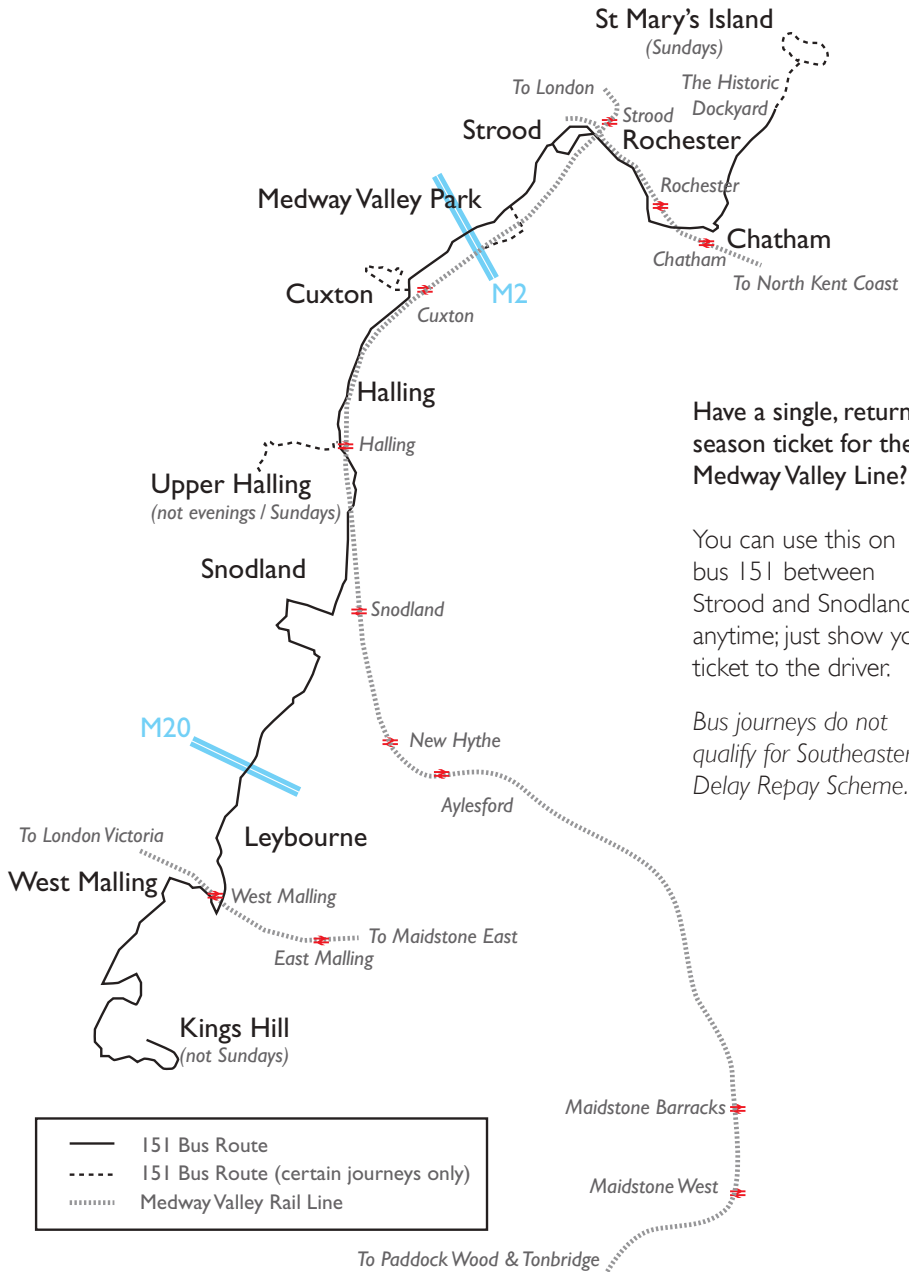 St Mary's Island
(Sundays)
The Historic
Dockyard
To London
Strood
Strood
Rochester
Medway Valley Park
Rochester
Chatham
Chatham
To North Kent Coast
Cuxton
M2
Cuxton
Halling
Halling
Upper Halling
(not evenings / Sundays)
Snodland
Snodland
M20
New Hythe
Aylesford
Leybourne
To London Victoria
West Malling
West Malling
To Maidstone East
East Malling
Kings Hill
(not Sundays)
Maidstone Barracks
Maidstone West
To Paddock Wood & Tonbridge
Have a single, return
season ticket for the
Medway Valley Line?
You can use this on
bus 151 between
Strood and Snodland
anytime; just show yo
ticket to the driver.
Bus journeys do not
qualify for Southeaster
Delay Repay Scheme.
151 Bus Route
151 Bus Route (certain journeys only)
Medway Valley Rail Line